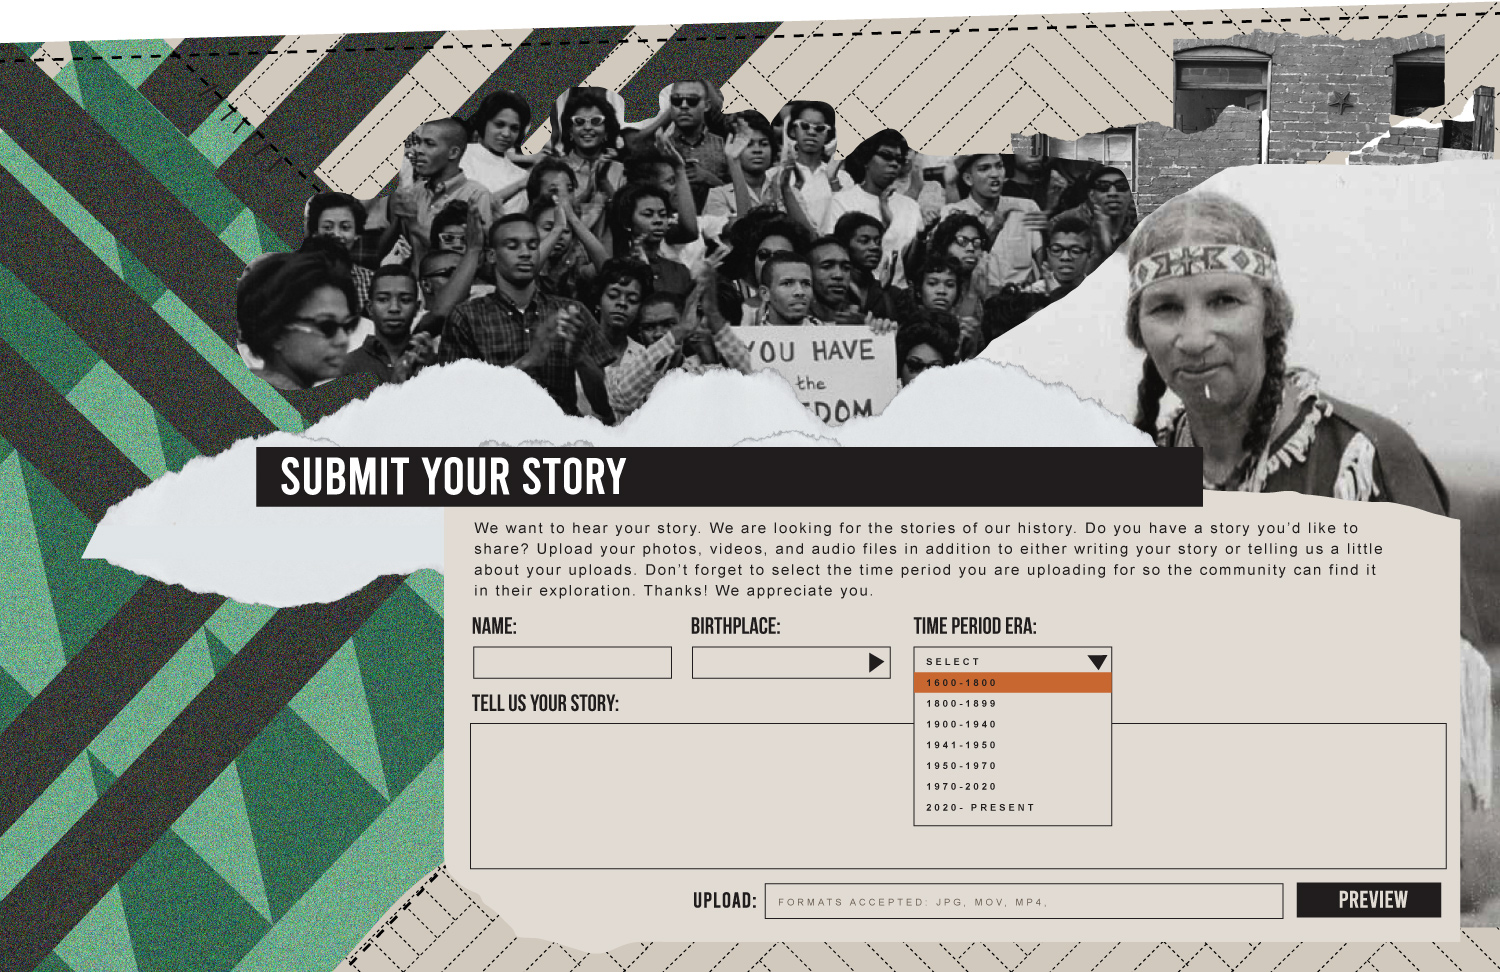 YOU HAVE
the
EDOM
SUBMIT YOUR STORY
We want to hear your story. We are looking for the stories of our history. Do you have a story you’d like to
share? Upload your photos, videos, and audio files in addition to either writing your story or telling us a little
about your uploads. Don’t forget to select the time period you are uploading for so the community can find it
in their exploration. Thanks! We appreciate you.
NAME: BIRTHPLACE: TIME PERIOD ERA:
SELECT
1600-1800
TELL US YOUR STORY: 1800-1899
1900-1940
1941-1950
1950-1970
1970-2020
2020- PRESENT
UPLOAD: FORMATS ACCEPTED: JPG, MOV, MP4, PREVIEW